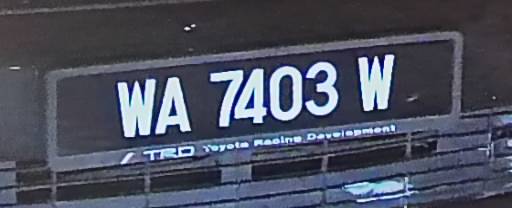 WA 7403 W
TRD Toyota Racing Development